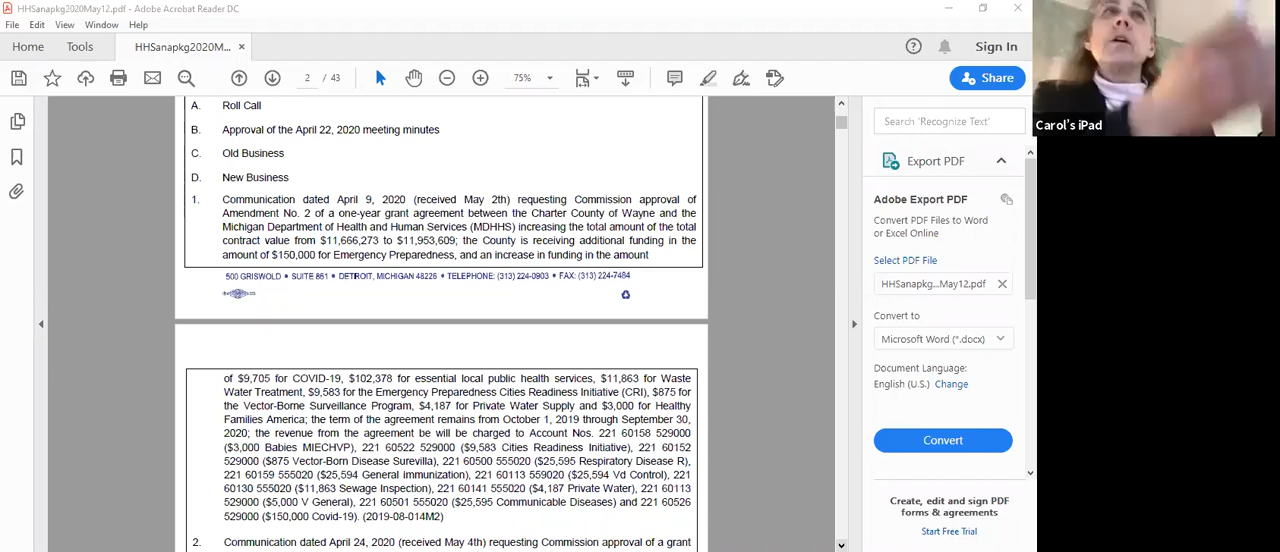 HHSanapkg2020May12.pdf - Adobe Acrobat Reader DC
File Edit View Window Help
Home Tools HHSanapkg2020M... × Sign In
2 / 43 75% Share
A. Roll Call
B. Approval of the April 22, 2020 meeting minutes
C. Old Business
D. New Business
1. Communication dated April 9, 2020 (received May 2th) requesting Commission approval of
Amendment No. 2 of a one-year grant agreement between the Charter County of Wayne and the
Michigan Department of Health and Human Services (MDHHS) increasing the total amount of the total
contract value from $11,666,273 to $11,953,609; the County is receiving additional funding in the
amount of $150,000 for Emergency Preparedness, and an increase in funding in the amount
500 GRISWOLD • SUITE 861 • DETROIT, MICHIGAN 48226 • TELEPHONE: (313) 224-0903 • FAX: (313) 224-7484
of $9,705 for COVID-19, $102,378 for essential local public health services, $11,863 for Waste
Water Treatment, $9,583 for the Emergency Preparedness Cities Readiness Initiative (CRI), $875 for
the Vector-Borne Surveillance Program, $4,187 for Private Water Supply and $3,000 for Healthy
Families America; the term of the agreement remains from October 1, 2019 through September 30,
2020; the revenue from the agreement be will be charged to Account Nos. 221 60158 529000
($3,000 Babies MIECHVP), 221 60522 529000 ($9,583 Cities Readiness Initiative), 221 60152
529000 ($875 Vector-Born Disease Surevilla), 221 60500 555020 ($25,595 Respiratory Disease R),
221 60159 555020 ($25,594 General immunization), 221 60113 559020 ($25,594 Vd Control), 221
60130 555020 ($11,863 Sewage Inspection), 221 60141 555020 ($4,187 Private Water), 221 60113
529000 ($5,000 V General), 221 60501 555020 ($25,595 Communicable Diseases) and 221 60526
529000 ($150,000 Covid-19). (2019-08-014M2)
2. Communication dated April 24, 2020 (received May 4th) requesting Commission approval of a grant
Search 'Recognize Text'
Export PDF
Adobe Export PDF
Convert PDF Files to Word
or Excel Online
Select PDF File
HHSanapkg...May12.pdf
Convert to
Microsoft Word (*.docx)
Document Language:
English (U.S.) Change
Convert
Create, edit and sign PDF
forms & agreements
Start Free Trial
Carol's iPad